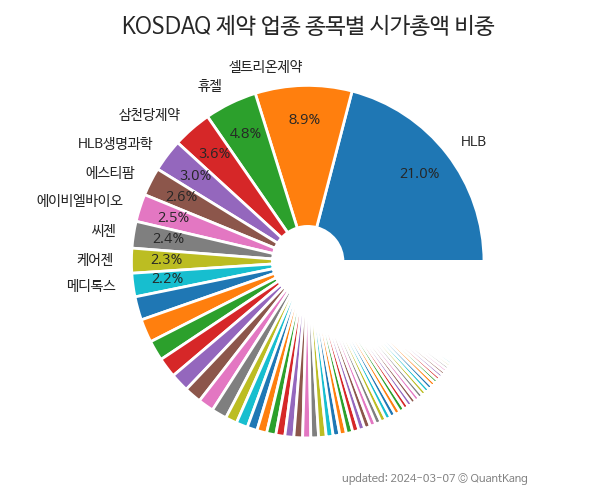 KOSDAQ 제약 업종 종목별 시가총액 비중
셀트리온제약
휴젤
삼천당제약
HLB생명과학
에스티팜
에이비엘바이오
씨젠
케어젠
메디톡스
HLB
21.0%
8.9%
4.8%
3.6%
3.0%
2.6%
2.5%
2.4%
2.3%
2.2%
updated: 2024-03-07 © QuantKang